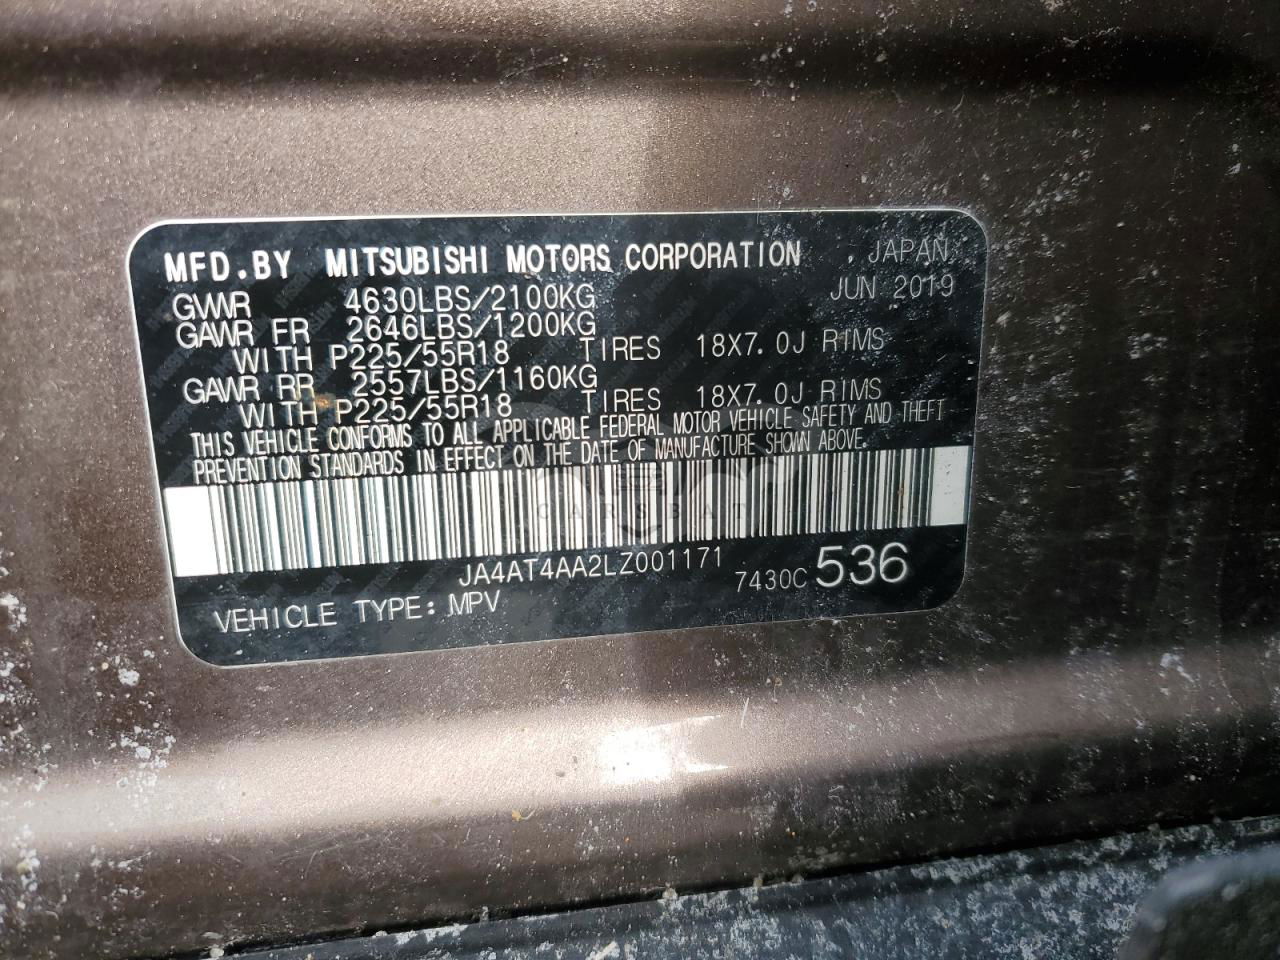 MFD.BY MITSUBISHI MOTORS CORPORATION , JAPAN
JUN 2019
GVWR 4630LBS/2100KG
GAWR FR 2646LBS/1200KG
WITH P225/55R18 TIRES 18X7.0J RIMS
GAWR RR 2557LBS/1160KG
WITH P225/55R18 TIRES 18X7.0J RIMS
THIS VEHICLE CONFORMS TO ALL APPLICABLE FEDERAL MOTOR VEHICLE SAFETY AND THEFT
PREVENTION STANDARDS IN EFFECT ON THE DATE OF MANUFACTURE SHOWN ABOVE.
JA4AT4AA2LZ001171
7430C 536
VEHICLE TYPE: MPV